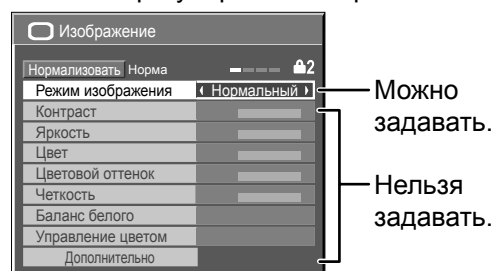 Изображение
Нормализовать Норма 2
Режим изображения Нормальный
Контраст
Яркость
Цвет
Цветовой оттенок
Четкость
Баланс белого
Управление цветом
Дополнительно
Можно
задавать.
Нельзя
задавать.